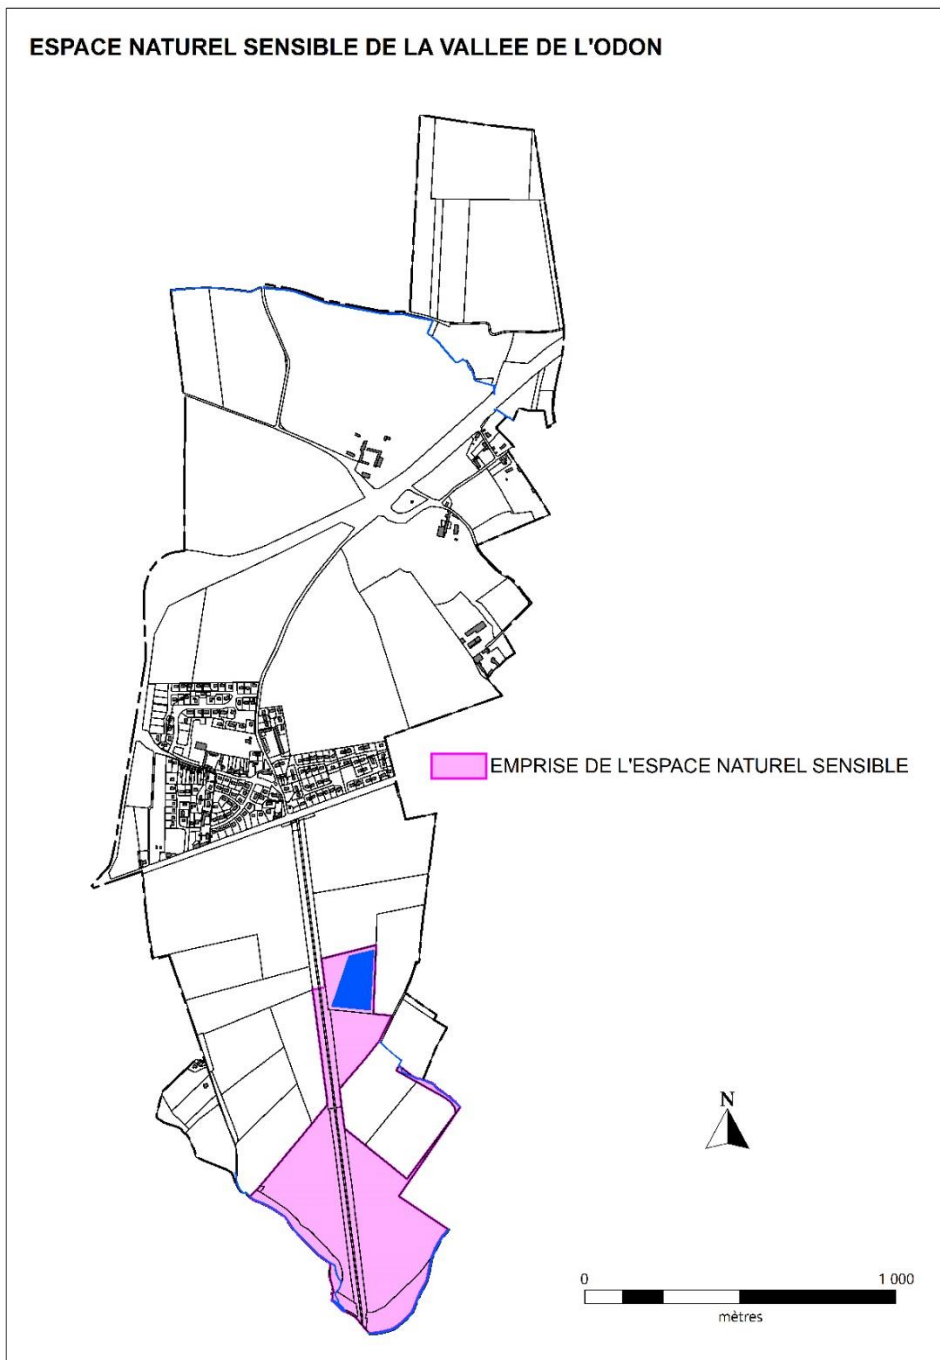 ESPACE NATUREL SENSIBLE DE LA VALLEE DE L'ODON
EMPRISE DE L'ESPACE NATUREL SENSIBLE
N
0 1 000
mètres